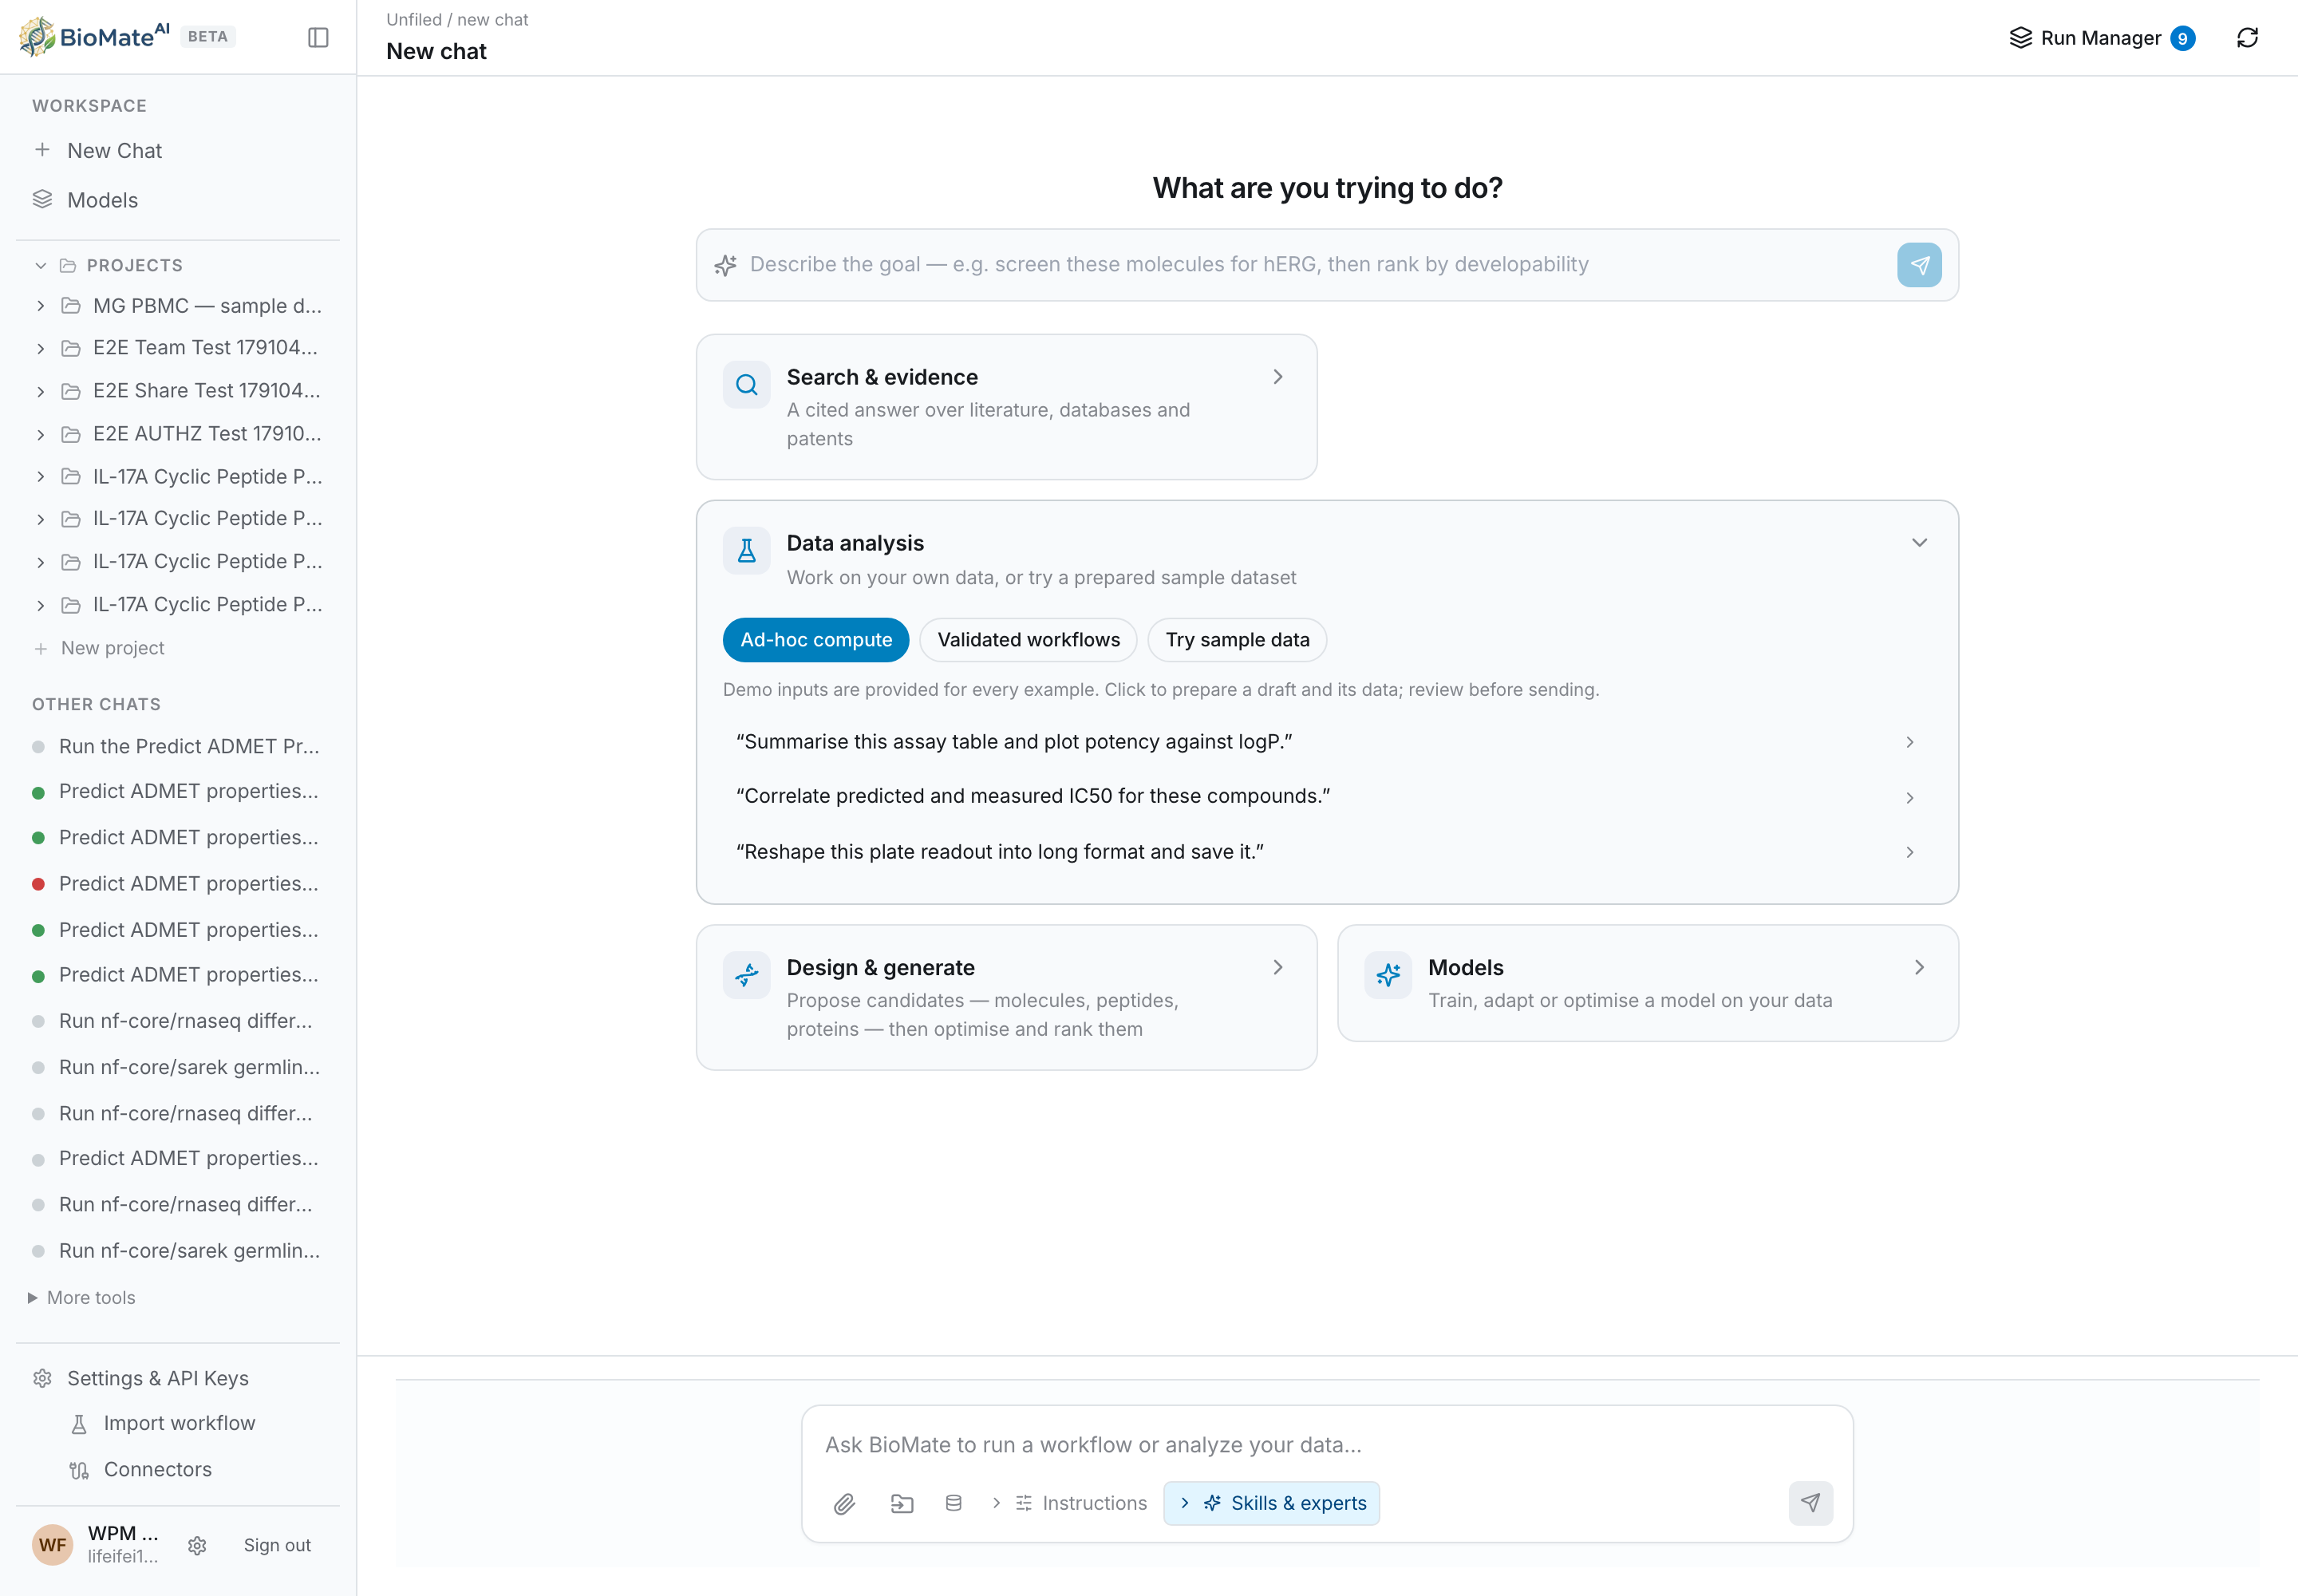 BioMate AI BETA
WORKSPACE
New Chat
Models
PROJECTS
MG PBMC — sample d...
E2E Team Test 179104...
E2E Share Test 179104...
E2E AUTHZ Test 17910...
IL-17A Cyclic Peptide P...
IL-17A Cyclic Peptide P...
IL-17A Cyclic Peptide P...
IL-17A Cyclic Peptide P...
New project
OTHER CHATS
Run the Predict ADMET Pr...
Predict ADMET properties...
Predict ADMET properties...
Predict ADMET properties...
Predict ADMET properties...
Predict ADMET properties...
Run nf-core/rnaseq differ...
Run nf-core/sarek germlin...
Run nf-core/rnaseq differ...
Predict ADMET properties...
Run nf-core/rnaseq differ...
Run nf-core/sarek germlin...
More tools
Settings & API Keys
Import workflow
Connectors
WF
WPM ...
lifeifei1...
Sign out
Unfiled / new chat
New chat
Run Manager 9
What are you trying to do?
Describe the goal — e.g. screen these molecules for hERG, then rank by developability
Search & evidence
A cited answer over literature, databases and
patents
Data analysis
Work on your own data, or try a prepared sample dataset
Ad-hoc compute
Validated workflows
Try sample data
Demo inputs are provided for every example. Click to prepare a draft and its data; review before sending.
“Summarise this assay table and plot potency against logP.”
“Correlate predicted and measured IC50 for these compounds.”
“Reshape this plate readout into long format and save it.”
Design & generate
Propose candidates — molecules, peptides,
proteins — then optimise and rank them
Models
Train, adapt or optimise a model on your data
Ask BioMate to run a workflow or analyze your data...
Instructions
Skills & experts